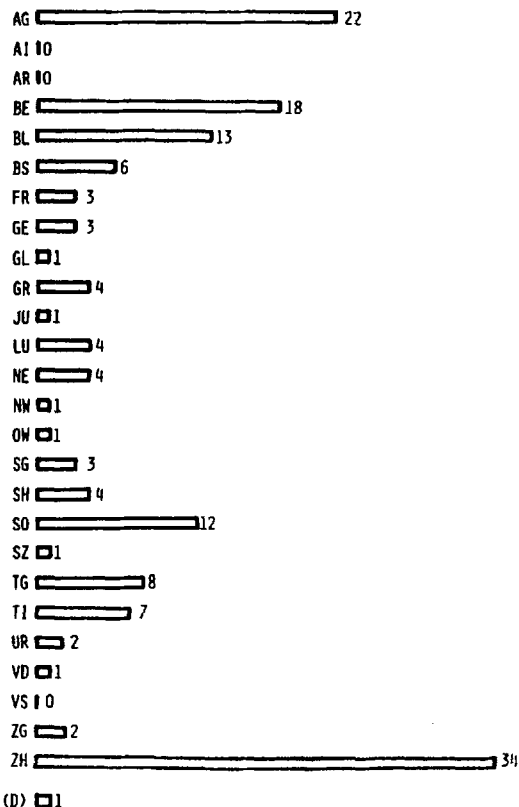 AG 22
AI 0
AR 0
BE 18
BL 13
BS 6
FR 3
GE 3
GL 1
GR 4
JU 1
LU 4
NE 4
NW 1
OW 1
SG 3
SH 4
SO 12
SZ 1
TG 8
TI 7
UR 2
VD 1
VS 0
ZG 2
ZH 34
(D) 1